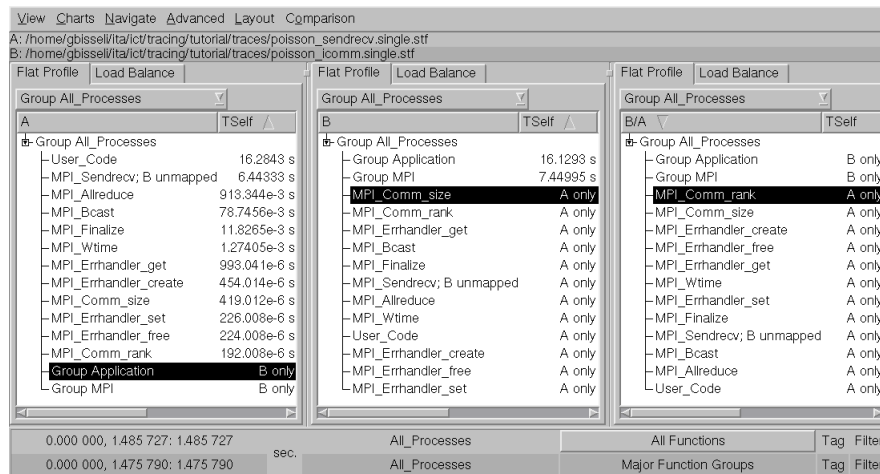 View Charts Navigate Advanced Layout Comparison
A: /home/gbissell/ita/ict/tracing/tutorial/traces/poisson_sendrecv.single.stf
B: /home/gbissell/ita/ict/tracing/tutorial/traces/poisson_icomm.single.stf
Flat Profile Load Balance
Group All_Processes
A TSelf
Group All_Processes
User_Code 16.2843 s
MPI_Sendrecv; B unmapped 6.44333 s
MPI_Allreduce 913.344e-3 s
MPI_Bcast 78.7456e-3 s
MPI_Finalize 11.8265e-3 s
MPI_Wtime 1.27405e-3 s
MPI_Errhandler_get 993.041e-6 s
MPI_Errhandler_create 454.014e-6 s
MPI_Comm_size 419.012e-6 s
MPI_Errhandler_set 226.008e-6 s
MPI_Errhandler_free 224.008e-6 s
MPI_Comm_rank 192.008e-6 s
Group Application B only
Group MPI B only
Flat Profile Load Balance
Group All_Processes
B TSelf
Group All_Processes
Group Application 16.1293 s
Group MPI 7.44995 s
MPI_Comm_size A only
MPI_Comm_rank A only
MPI_Errhandler_get A only
MPI_Bcast A only
MPI_Finalize A only
MPI_Sendrecv; B unmapped A only
MPI_Allreduce A only
MPI_Wtime A only
User_Code A only
MPI_Errhandler_create A only
MPI_Errhandler_free A only
MPI_Errhandler_set A only
Flat Profile Load Balance
Group All_Processes
B/A TSelf
Group All_Processes
Group Application B only
Group MPI B only
MPI_Comm_rank A only
MPI_Comm_size A only
MPI_Errhandler_create A only
MPI_Errhandler_free A only
MPI_Errhandler_get A only
MPI_Wtime A only
MPI_Errhandler_set A only
MPI_Finalize A only
MPI_Sendrecv; B unmapped A only
MPI_Bcast A only
MPI_Allreduce A only
User_Code A only
0.000 000, 1.485 727: 1.485 727 sec. All_Processes All Functions Tag Filter
0.000 000, 1.475 790: 1.475 790 All_Processes Major Function Groups Tag Filter